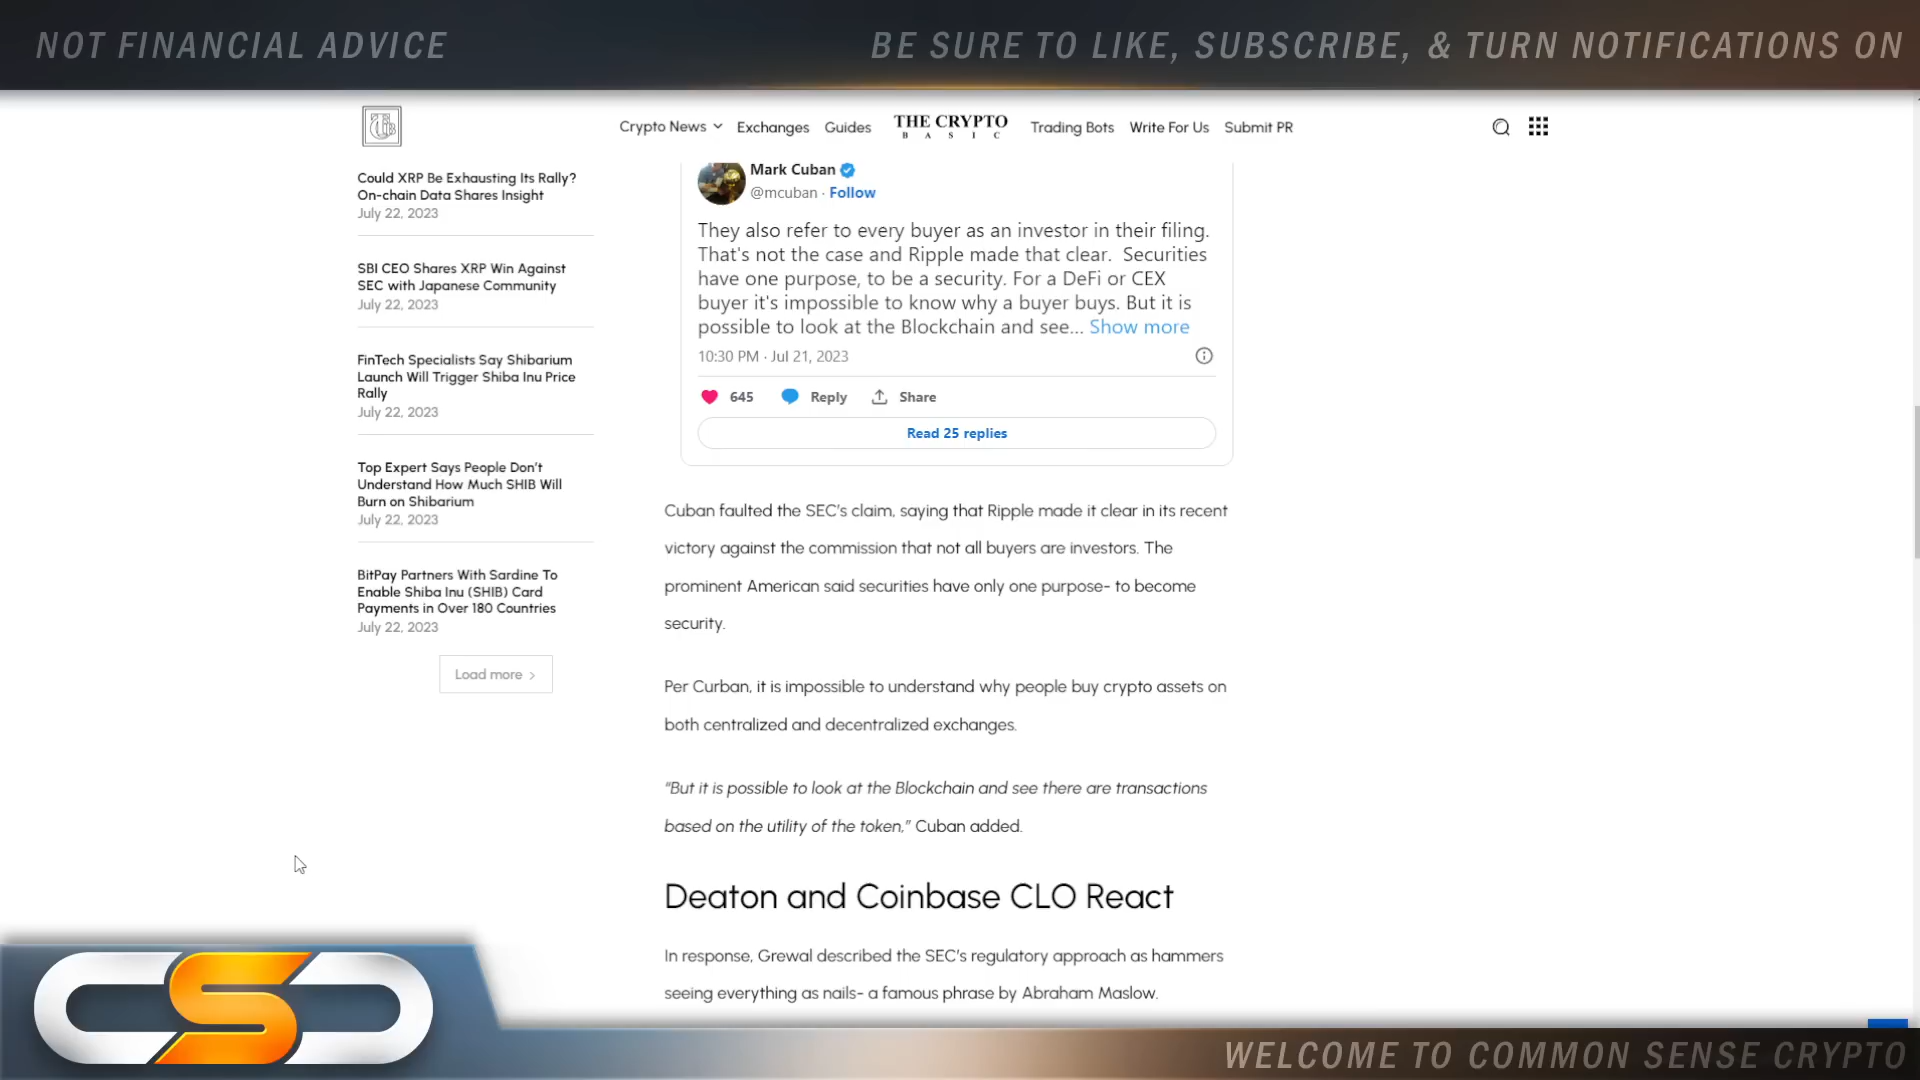 NOT FINANCIAL ADVICE
BE SURE TO LIKE, SUBSCRIBE, & TURN NOTIFICATIONS ON
Crypto News
Exchanges
Guides
THE CRYPTO
BASIC
Trading Bots
Write For Us
Submit PR
Could XRP Be Exhausting Its Rally?
On-chain Data Shares Insight
July 22, 2023
SBI CEO Shares XRP Win Against
SEC with Japanese Community
July 22, 2023
FinTech Specialists Say Shibarium
Launch Will Trigger Shiba Inu Price
Rally
July 22, 2023
Top Expert Says People Don't
Understand How Much SHIB Will
Burn on Shibarium
July 22, 2023
BitPay Partners With Sardine To
Enable Shiba Inu (SHIB) Card
Payments in Over 180 Countries
July 22, 2023
Load more
Mark Cuban
@mcuban · Follow
They also refer to every buyer as an investor in their filing.
That's not the case and Ripple made that clear. Securities
have one purpose, to be a security. For a DeFi or CEX
buyer it's impossible to know why a buyer buys. But it is
possible to look at the Blockchain and see... Show more
10:30 PM · Jul 21, 2023
645 Reply Share
Read 25 replies
Cuban faulted the SEC's claim, saying that Ripple made it clear in its recent
victory against the commission that not all buyers are investors. The
prominent American said securities have only one purpose- to become
security.
Per Curban, it is impossible to understand why people buy crypto assets on
both centralized and decentralized exchanges.
"But it is possible to look at the Blockchain and see there are transactions
based on the utility of the token," Cuban added.
Deaton and Coinbase CLO React
In response, Grewal described the SEC's regulatory approach as hammers
seeing everything as nails- a famous phrase by Abraham Maslow.
CSC
WELCOME TO COMMON SENSE CRYPTO